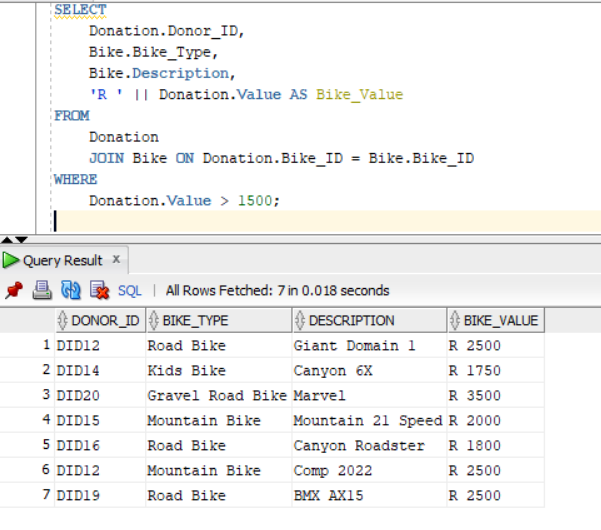 SELECT
Donation.Donor_ID,
Bike.Bike_Type,
Bike.Description,
'R ' || Donation.Value AS Bike_Value
FROM
Donation
JOIN Bike ON Donation.Bike_ID = Bike.Bike_ID
WHERE
Donation.Value > 1500;
Query Result x
SQL | All Rows Fetched: 7 in 0.018 seconds
DONOR_ID BIKE_TYPE DESCRIPTION BIKE_VALUE
1 DID12 Road Bike Giant Domain 1 R 2500
2 DID14 Kids Bike Canyon 6X R 1750
3 DID20 Gravel Road Bike Marvel R 3500
4 DID15 Mountain Bike Mountain 21 Speed R 2000
5 DID16 Road Bike Canyon Roadster R 1800
6 DID12 Mountain Bike Comp 2022 R 2500
7 DID19 Road Bike BMX AX15 R 2500